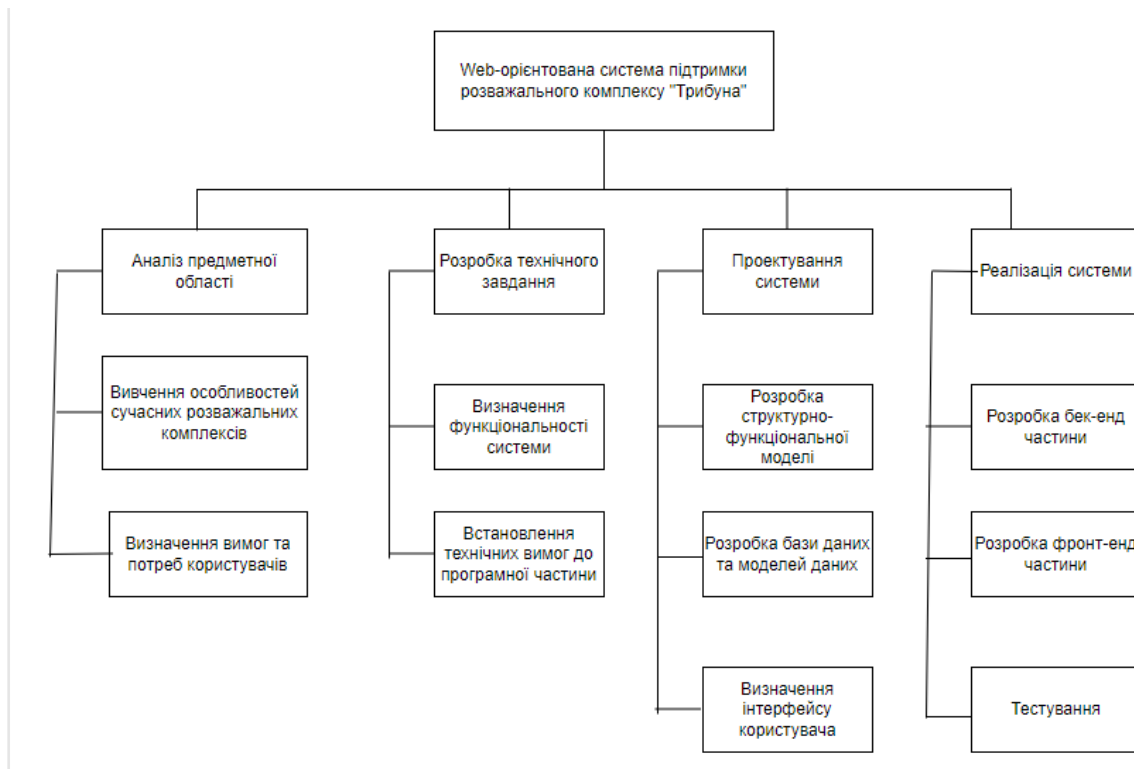 Web-орієнтована система підтримки
розважального комплексу "Трибуна"
Аналіз предметної
області
Вивчення особливостей
сучасних розважальних
комплексів
Визначення вимог та
потреб користувачів
Розробка технічного
завдання
Визначення
функціональності
системи
Встановлення
технічних вимог до
програмної частини
Проектування
системи
Розробка
структурно-
функціональної
моделі
Розробка бази даних
та моделей даних
Визначення
інтерфейсу
користувача
Реалізація системи
Розробка бек-енд
частини
Розробка фронт-енд
частини
Тестування